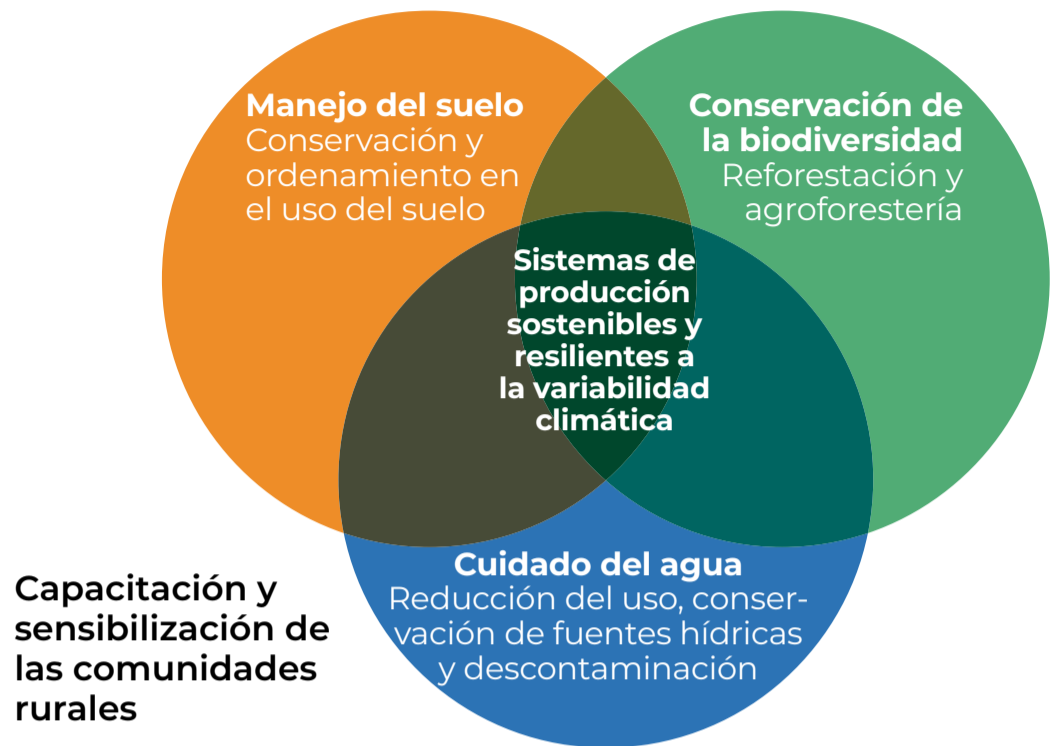 Manejo del suelo
Conservación y
ordenamiento en
el uso del suelo
Conservación de
la biodiversidad
Reforestación y
agroforestería
Sistemas de
producción
sostenibles y
resilientes a
la variabilidad
climática
Cuidado del agua
Reducción del uso, conser-
vación de fuentes hídricas
y descontaminación
Capacitación y
sensibilización de
las comunidades
rurales